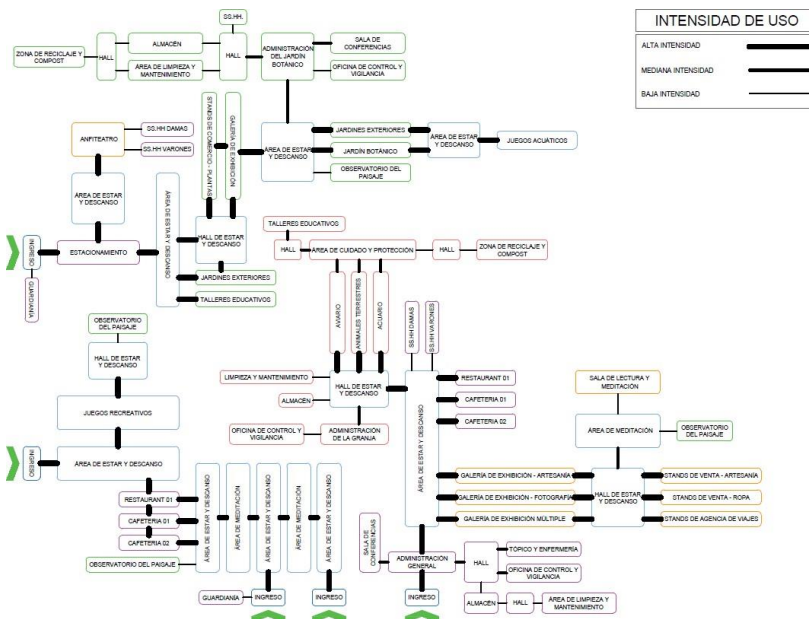 INTENSIDAD DE USO
ALTA INTENSIDAD
MEDIANA INTENSIDAD
BAJA INTENSIDAD
SS.HH.
ZONA DE RECICLAJE Y
COMPOST
HALL
ALMACÉN
ÁREA DE LIMPIEZA Y
MANTENIMIENTO
HALL
ADMINISTRACIÓN
DEL JARDÍN
BOTÁNICO
SALA DE
CONFERENCIAS
OFICINA DE CONTROL Y
VIGILANCIA
ANFITEATRO
SS.HH DAMAS
SS.HH VARONES
STANDS DE COMERCIO - PLANTAS
GALERÍA DE EXHIBICIÓN
ÁREA DE ESTAR
Y DESCANSO
JARDINES EXTERIORES
JARDÍN BOTÁNICO
OBSERVATORIO DEL
PAISAJE
ÁREA DE ESTAR
Y DESCANSO
JUEGOS ACUÁTICOS
ÁREA DE ESTAR
Y DESCANSO
INGRESO
ESTACIONAMIENTO
GUARDIANÍA
ÁREA DE ESTAR Y DESCANSO
HALL DE ESTAR
Y DESCANSO
JARDINES EXTERIORES
TALLERES EDUCATIVOS
TALLERES EDUCATIVOS
HALL
ÁREA DE CUIDADO Y PROTECCIÓN
HALL
ZONA DE RECICLAJE Y
COMPOST
AVIARIO
ANIMALES TERRESTRES
ACUARIO
SS.HH DAMAS
SS.HH VARONES
LIMPIEZA Y MANTENIMIENTO
ALMACÉN
HALL DE ESTAR
Y DESCANSO
OFICINA DE CONTROL Y
VIGILANCIA
ADMINISTRACIÓN
DE LA GRANJA
ÁREA DE ESTAR Y DESCANSO
RESTAURANT 01
CAFETERIA 01
CAFETERIA 02
OBSERVATORIO
DEL PAISAJE
HALL DE ESTAR
Y DESCANSO
JUEGOS RECREATIVOS
INGRESO
ÁREA DE ESTAR Y DESCANSO
RESTAURANT 01
CAFETERIA 01
CAFETERIA 02
OBSERVATORIO DEL PAISAJE
ÁREA DE ESTAR Y DESCANSO
ÁREA DE MEDITACIÓN
ÁREA DE ESTAR Y DESCANSO
ÁREA DE MEDITACIÓN
ÁREA DE ESTAR Y DESCANSO
GUARDIANÍA
INGRESO
INGRESO
SALA DE LECTURA Y
MEDITACIÓN
ÁREA DE MEDITACIÓN
OBSERVATORIO
DEL PAISAJE
GALERÍA DE EXHIBICIÓN - ARTESANÍA
GALERÍA DE EXHIBICIÓN - FOTOGRAFÍA
GALERÍA DE EXHIBICIÓN MÚLTIPLE
HALL DE ESTAR
Y DESCANSO
STANDS DE VENTA - ARTESANÍA
STANDS DE VENTA - ROPA
STANDS DE AGENCIA DE VIAJES
SALA DE
CONFERENCIAS
ADMINISTRACIÓN
GENERAL
INGRESO
HALL
TÓPICO Y ENFERMERÍA
OFICINA DE CONTROL Y
VIGILANCIA
ALMACÉN
HALL
ÁREA DE LIMPIEZA Y
MANTENIMIENTO